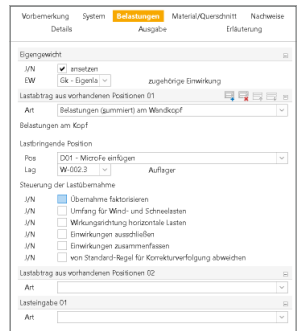 Vorbemerkung System Belastungen Material/Querschnitt Nachweise
Details Ausgabe Erläuterung
Eigengewicht
J/N ansetzen
EW Gk - Eigenla zugehörige Einwirkung
Lastabtrag aus vorhandenen Positionen 01
Art Belastungen (summiert) am Wandkopf
Belastungen am Kopf
Lastbringende Position
Pos D01 - MicroFe einfügen
Lag W-002.3 Auflager
Steuerung der Lastübernahme
J/N Übernahme faktorisieren
J/N Umfang für Wind- und Schneelasten
J/N Wirkungsrichtung horizontale Lasten
J/N Einwirkungen ausschließen
J/N Einwirkungen zusammenfassen
J/N von Standard-Regel für Korrekturverfolgung abweichen
Lastabtrag aus vorhandenen Positionen 02
Art
Lasteingabe 01
Art